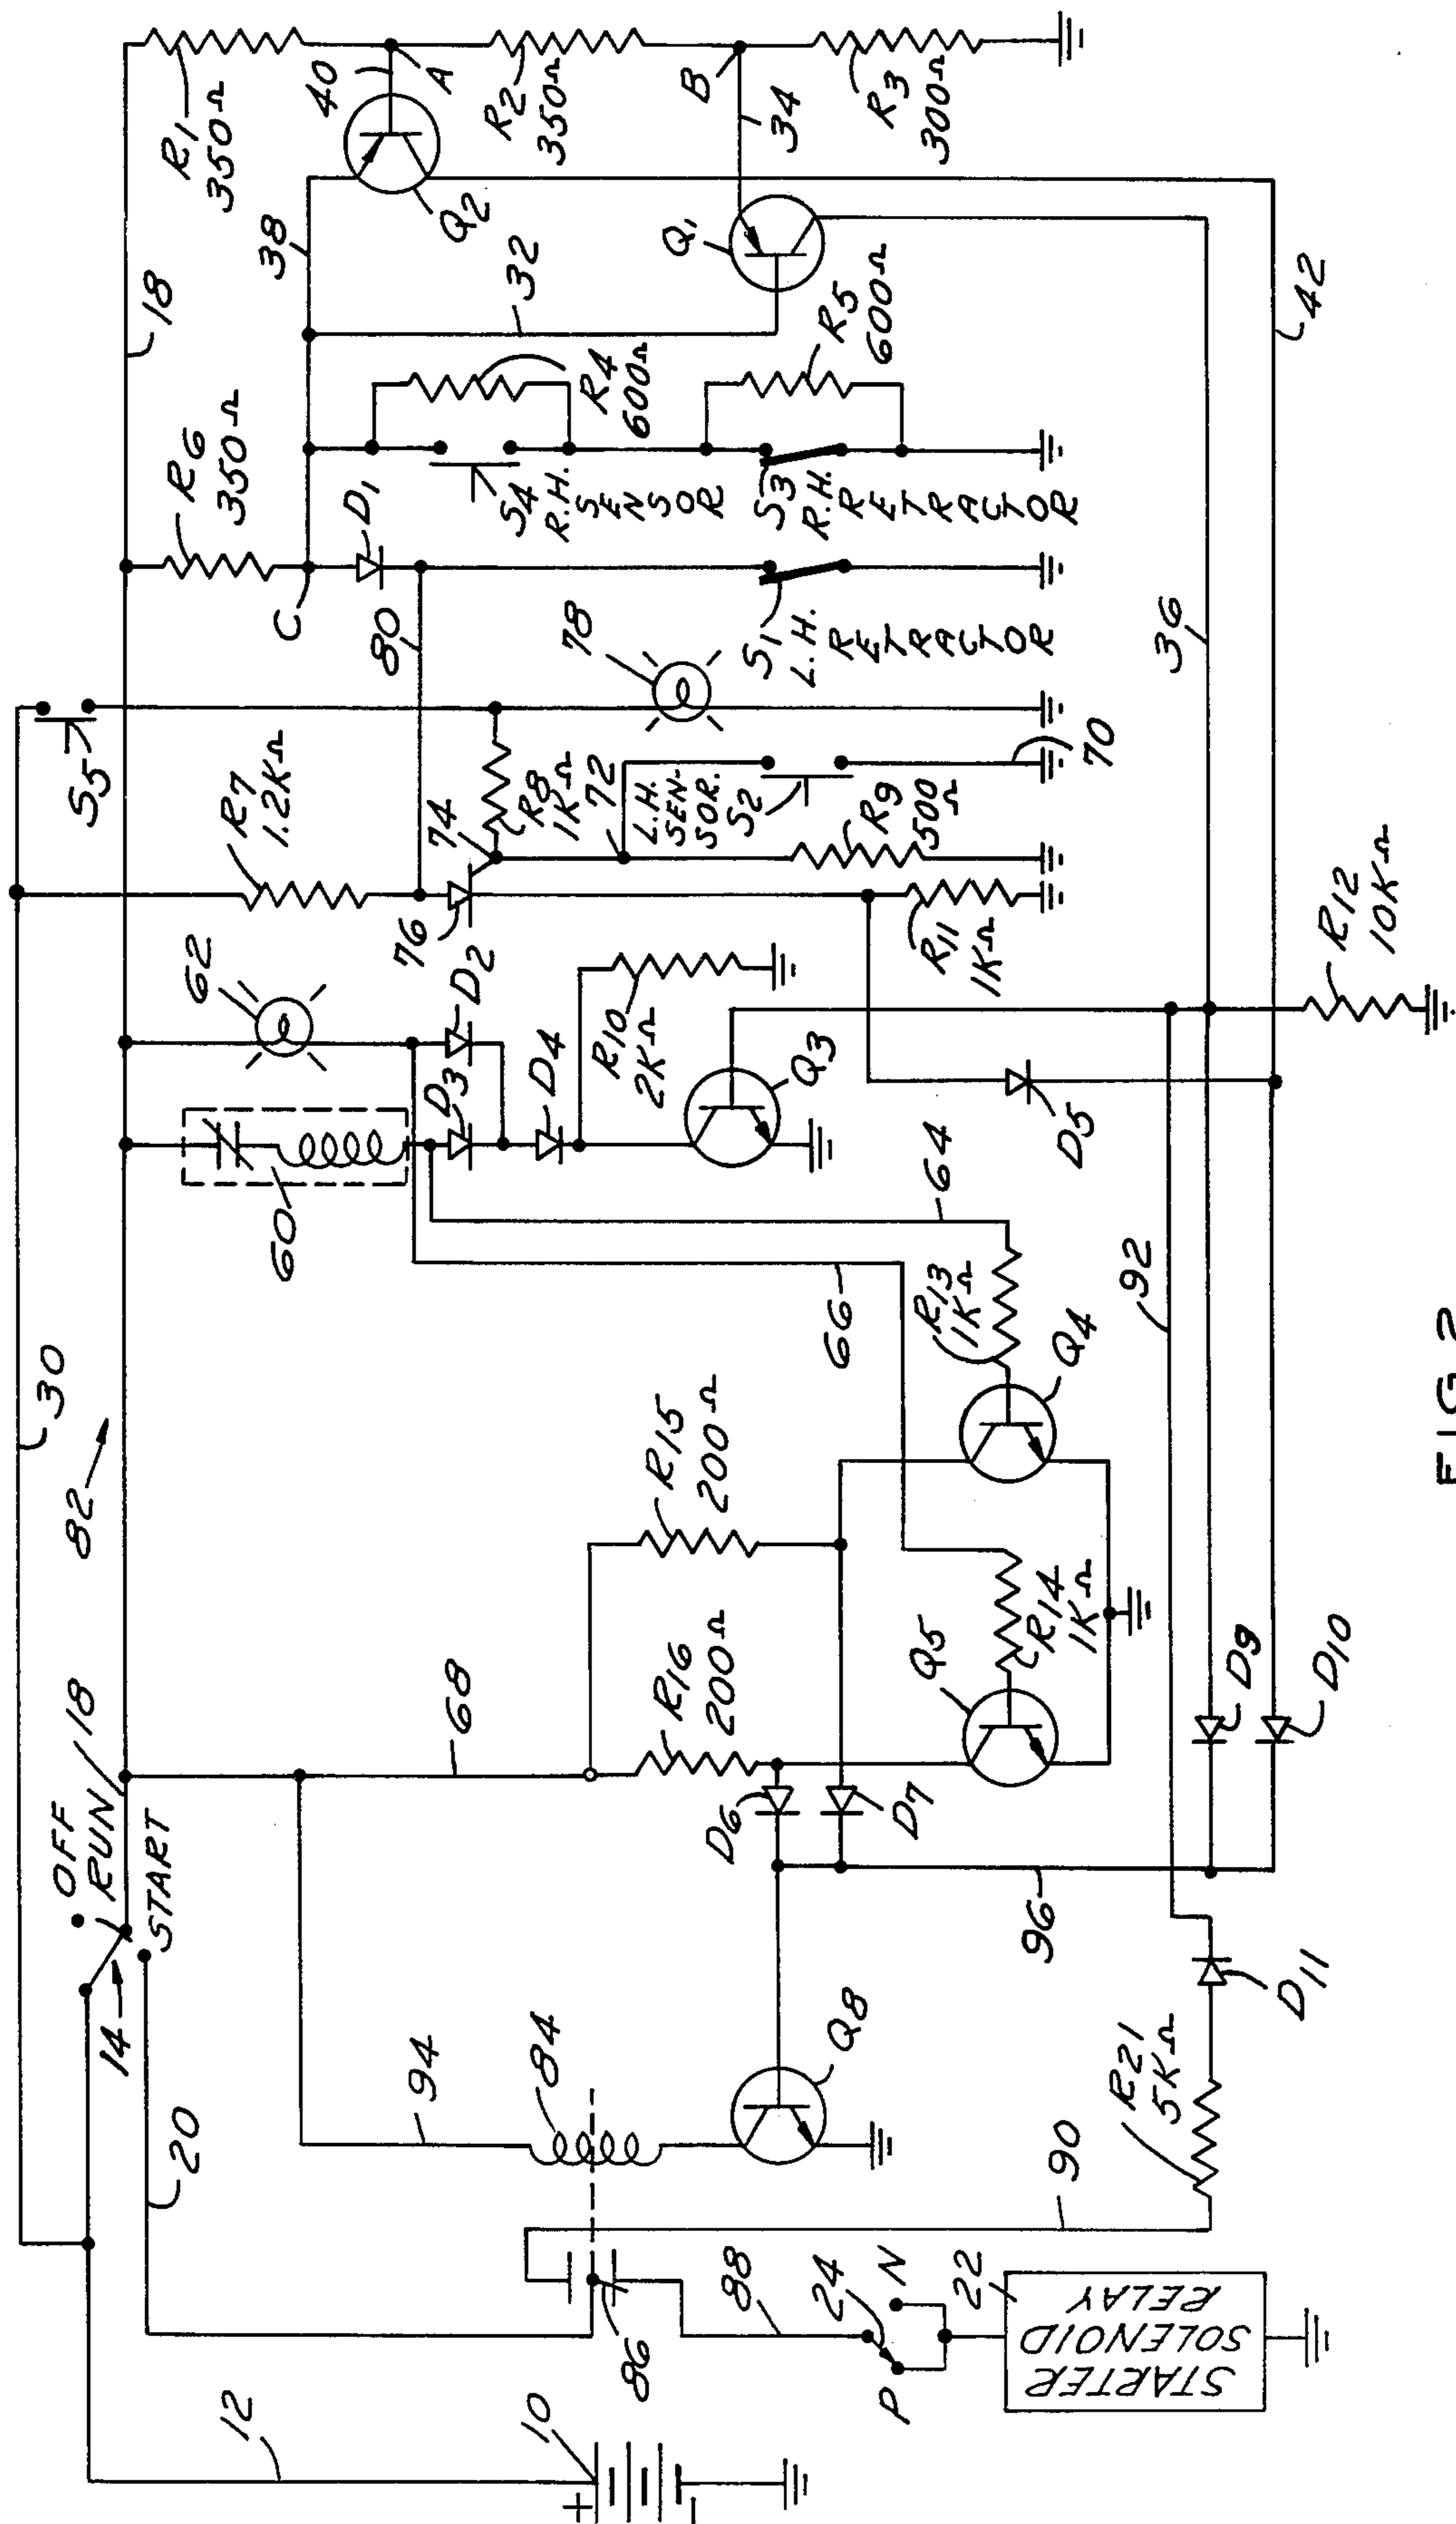 OFF
RUN
START
14
18
20
12
10
+
-
30
82
94
84
86
88
90
24
P
N
22
STARTER
SOLENOID
RELAY
R21
5KΩ
D11
Q8
68
R16
200Ω
R15
200Ω
D6
D7
96
Q5
R14
1KΩ
Q4
R13
1KΩ
66
64
92
D9
D10
60
62
D3
D2
D4
R10
2KΩ
Q3
D5
R7
1.2KΩ
76
74
R8
1KΩ
72
L.H.
SEN-
SOR.
S2
R9
500
Ω
70
R11
1KΩ
R12
10KΩ
S5
78
80
C
R6
350Ω
D1
S1
L.H.
RETRACTOR
S4
R.H.
SENSOR
S3
R.H.
RETRACTOR
R4
600Ω
R5
600Ω
18
38
32
Q2
Q1
40
A
R1
350Ω
R2
350Ω
B
34
R3
300Ω
36
42
FIG.2